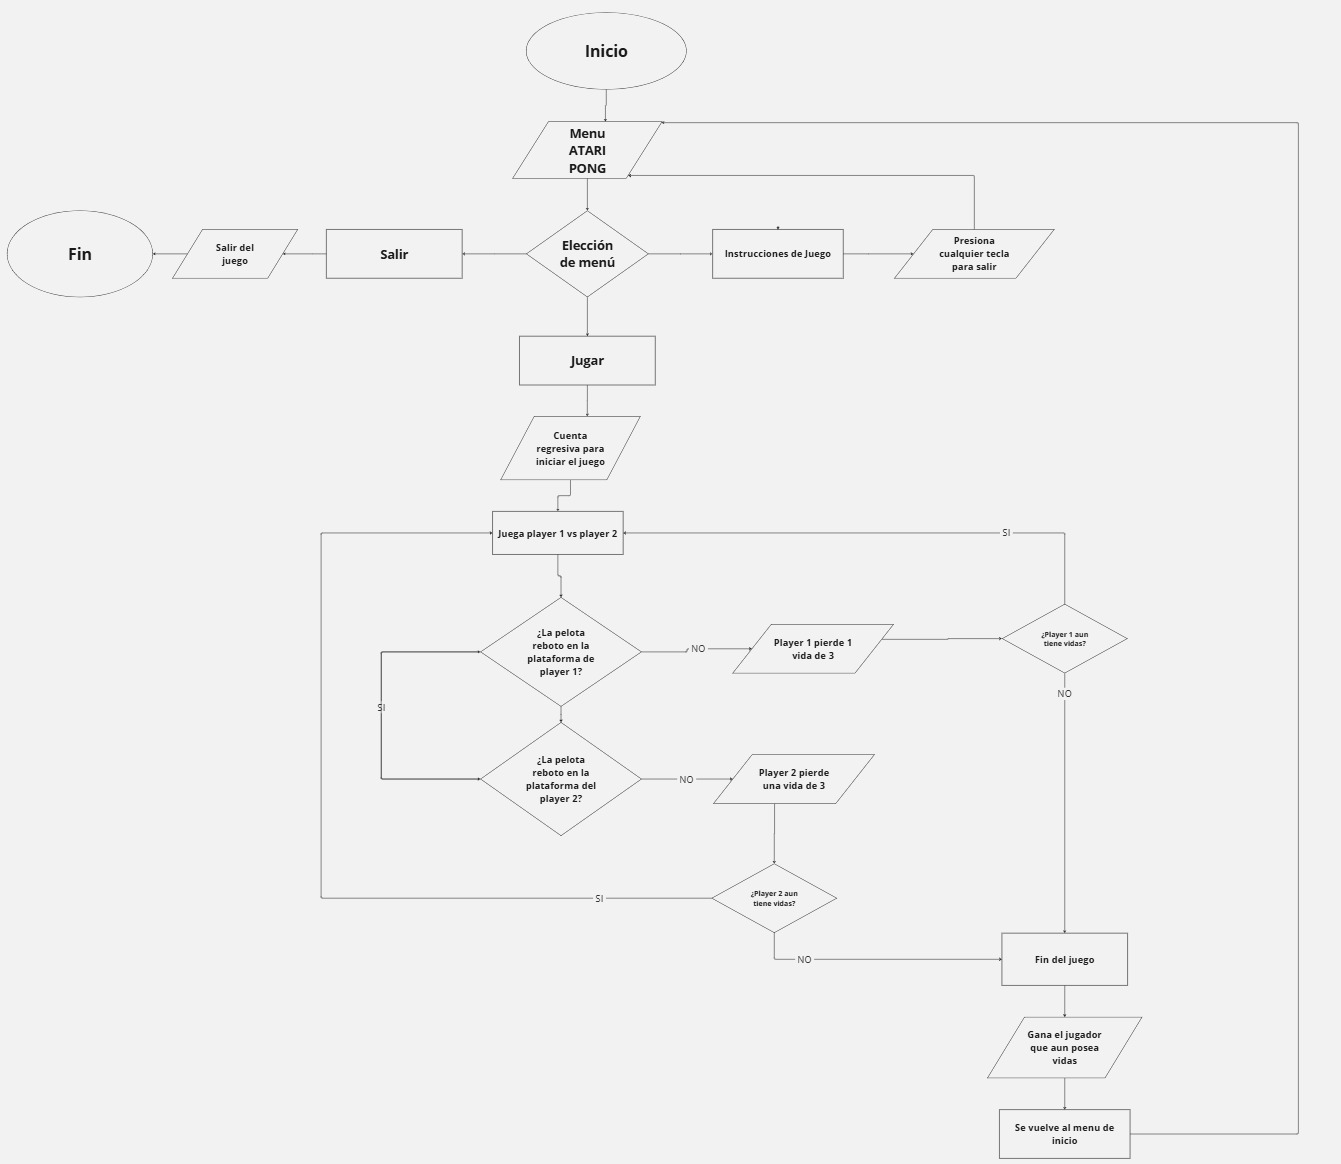 Inicio
Menu
ATARI
PONG
Fin
Salir del
juego
Salir
Elección
de menú
Instrucciones de Juego
Presiona
cualquier tecla
para salir
Jugar
Cuenta
regresiva para
iniciar el juego
Juega player 1 vs player 2
SI
¿La pelota
reboto en la
plataforma de
player 1?
NO
Player 1 pierde 1
vida de 3
¿Player 1 aun
tiene vidas?
NO
SI
¿La pelota
reboto en la
plataforma del
player 2?
NO
Player 2 pierde
una vida de 3
¿Player 2 aun
tiene vidas?
SI
NO
Fin del juego
Gana el jugador
que aun posea
vidas
Se vuelve al menu de
inicio